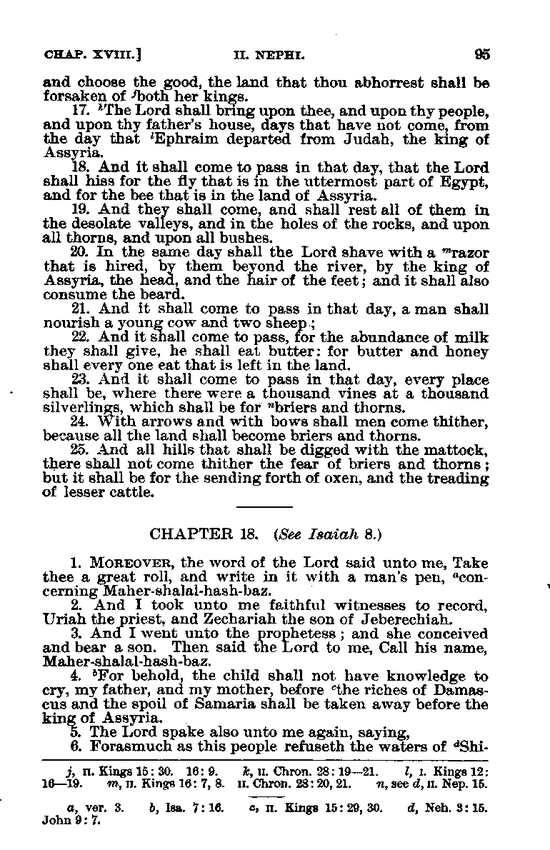 CHAP. XVIII.] II. NEPHI. 95
and choose the good, the land that thou abhorrest shall be
forsaken of jboth her kings.
17. kThe Lord shall bring upon thee, and upon thy people,
and upon thy father's house, days that have not come, from
the day that lEphraim departed from Judah, the king of
Assyria.
18. And it shall come to pass in that day, that the Lord
shall hiss for the fly that is in the uttermost part of Egypt,
and for the bee that is in the land of Assyria.
19. And they shall come, and shall rest all of them in
the desolate valleys, and in the holes of the rocks, and upon
all thorns, and upon all bushes.
20. In the same day shall the Lord shave with a mrazor
that is hired, by them beyond the river, by the king of
Assyria, the head, and the hair of the feet; and it shall also
consume the beard.
21. And it shall come to pass in that day, a man shall
nourish a young cow and two sheep;
22. And it shall come to pass, for the abundance of milk
they shall give, he shall eat butter: for butter and honey
shall every one eat that is left in the land.
23. And it shall come to pass in that day, every place
shall be, where there were a thousand vines at a thousand
silverlings, which shall be for nbriers and thorns.
24. With arrows and with bows shall men come thither,
because all the land shall become briers and thorns.
25. And all hills that shall be digged with the mattock,
there shall not come thither the fear of briers and thorns;
but it shall be for the sending forth of oxen, and the treading
of lesser cattle.
CHAPTER 18. (See Isaiah 8.)
1. MOREOVER, the word of the Lord said unto me, Take
thee a great roll, and write in it with a man's pen, acon-
cerning Maher-shalal-hash-baz.
2. And I took unto me faithful witnesses to record,
Uriah the priest, and Zechariah the son of Jeberechiah.
3. And I went unto the prophetess; and she conceived
and bear a son. Then said the Lord to me, Call his name,
Maher-shalal-hash-baz.
4. bFor behold, the child shall not have knowledge to
cry, my father, and my mother, before cthe riches of Damas-
cus and the spoil of Samaria shall be taken away before the
king of Assyria.
5. The Lord spake also unto me again, saying,
6. Forasmuch as this people refuseth the waters of dShi-
j, II. Kings 15: 30. 16: 9. k, II. Chron. 28: 19—21. l, I. Kings 12:
16—19. m, II. Kings 16: 7, 8. II. Chron. 28: 20, 21. n, see d, II. Nep. 15.
a, ver. 3. b, Isa. 7: 16. c, II. Kings 15: 29, 30. d, Neh. 3: 15.
John 9: 7.